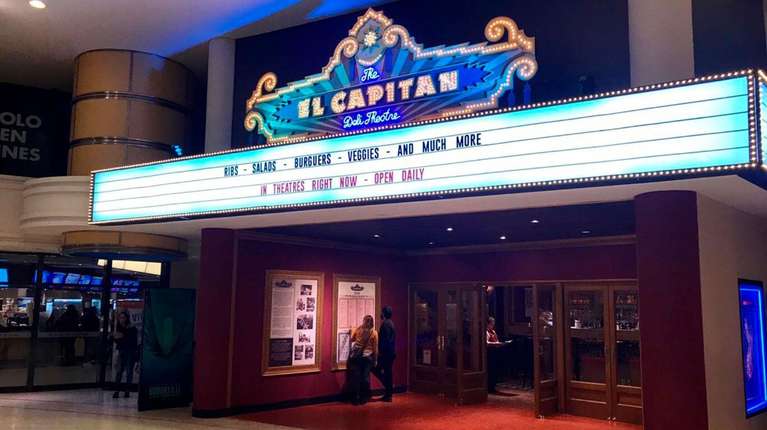 The
EL CAPITAN
Deli Theatre
RIBS - SALADS - BURGUERS - VEGGIES - AND MUCH MORE
IN THEATRES RIGHT NOW - OPEN DAILY
OLO
EN
NES